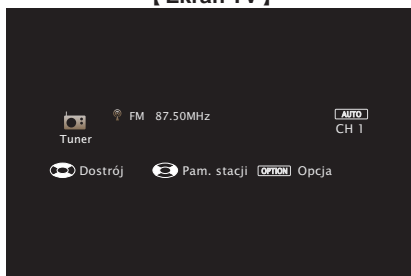 【Ekran TV】
FM 87.50MHz AUTO
Tuner CH 1
Dostrój Pam. stacji OPTION Opcja